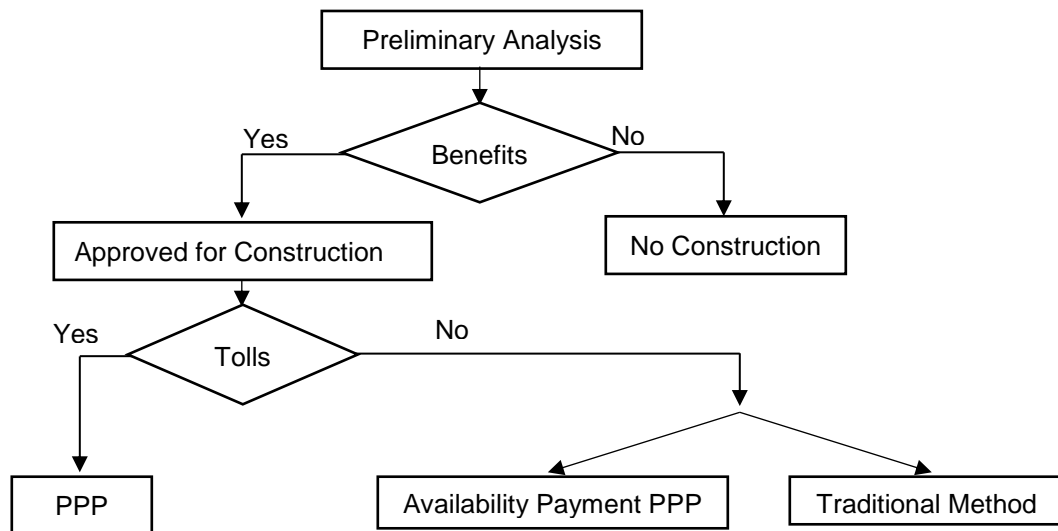 Preliminary Analysis
Yes
No
Benefits
Approved for Construction
No Construction
Yes
No
Tolls
PPP
Availability Payment PPP
Traditional Method